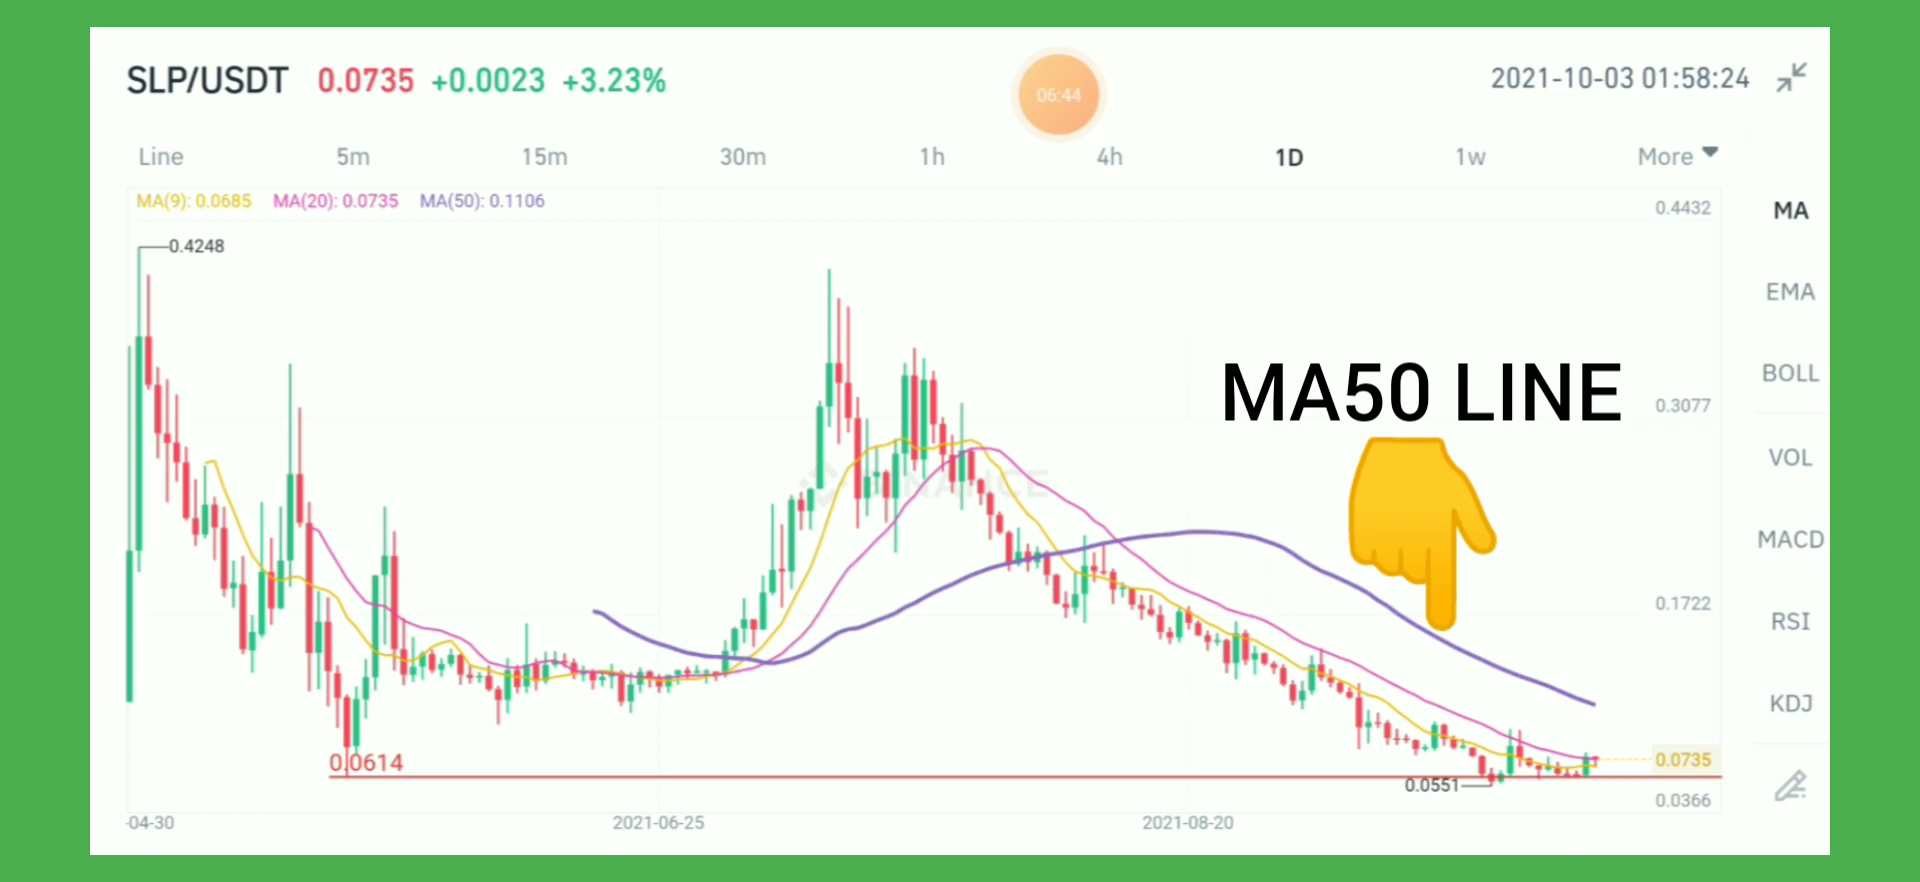 SLP/USDT 0.0735 +0.0023 +3.23%
06:44
2021-10-03 01:58:24
Line 5m 15m 30m 1h 4h 1D 1w More
MA(9): 0.0685 MA(20): 0.0735 MA(50): 0.1106
0.4432
MA
0.4248
EMA
BOLL
MA50 LINE
0.3077
VOL
BINANCE
MACD
0.1722
RSI
KDJ
0.0614
0.0735
0.0551
0.0366
-04-30 2021-06-25 2021-08-20